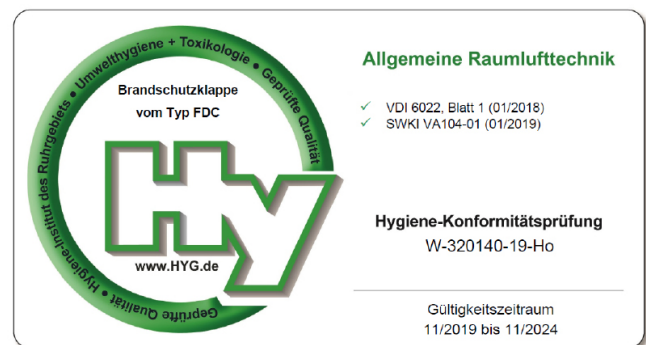 Hygiene-Institut des Ruhrgebiets • Umwelthygiene + Toxikologie • Geprüfte Qualität
Brandschutzklappe
vom Typ FDC
Hy
www.HYG.de
• Geprüfte Qualität •
Allgemeine Raumlufttechnik
✓ VDI 6022, Blatt 1 (01/2018)
✓ SWKI VA104-01 (01/2019)
Hygiene-Konformitätsprüfung
W-320140-19-Ho
Gültigkeitszeitraum
11/2019 bis 11/2024